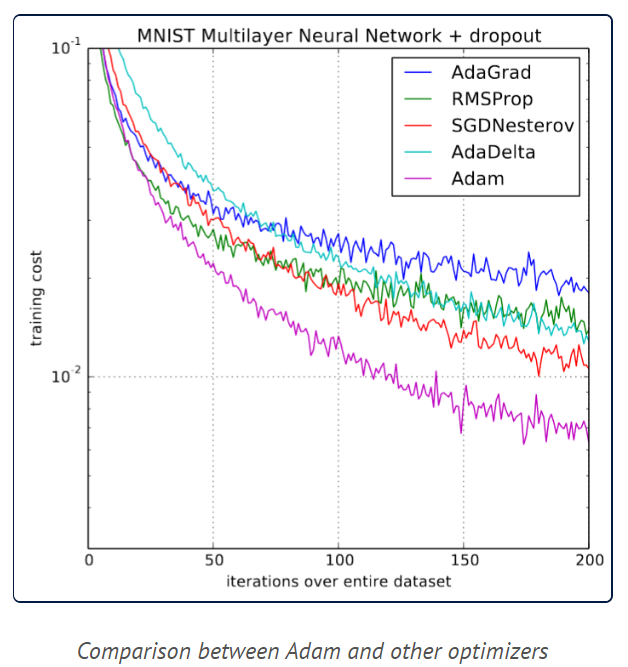 MNIST Multilayer Neural Network + dropout
10-1
AdaGrad
RMSProp
SGDNesterov
AdaDelta
Adam
training cost
10-2
0 50 100 150 200
iterations over entire dataset
Comparison between Adam and other optimizers